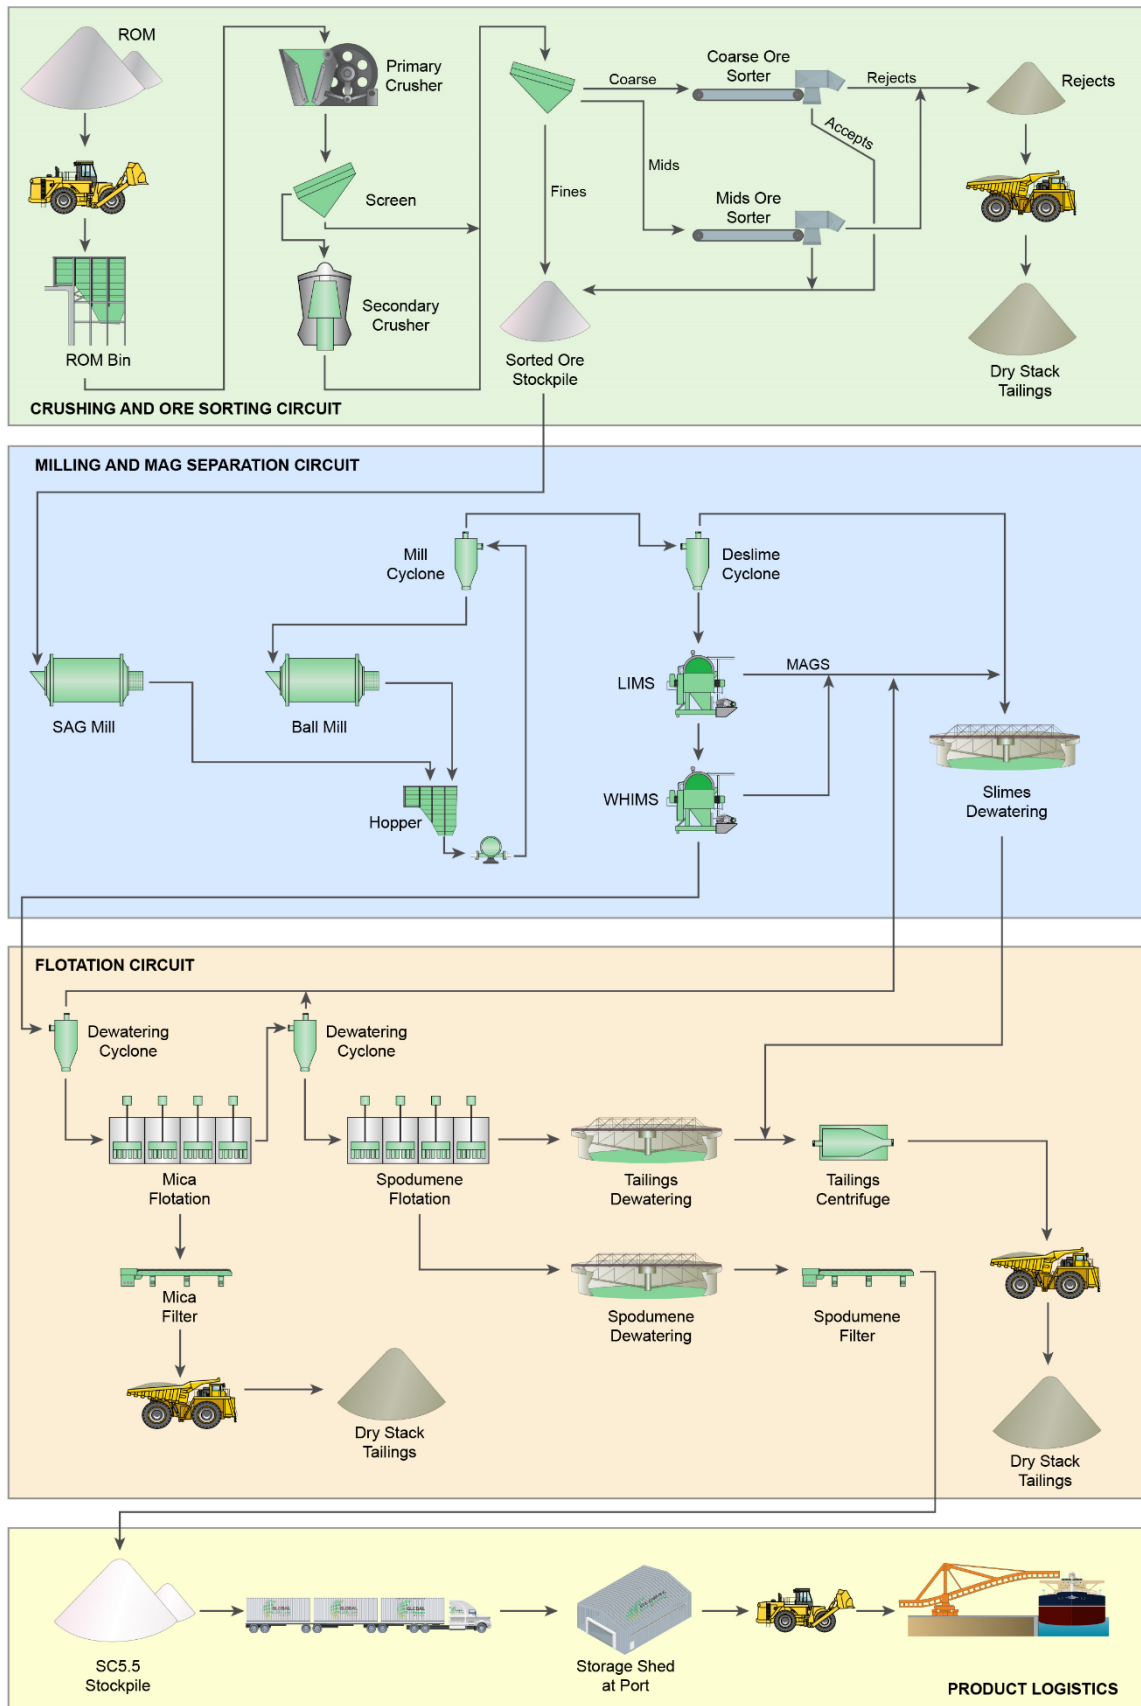 ROM
Primary
Crusher
Coarse Ore
Sorter
Coarse
Rejects
Rejects
Accepts
Mids
Fines
Screen
Mids Ore
Sorter
Secondary
Crusher
ROM Bin
Sorted Ore
Stockpile
Dry Stack
Tailings
CRUSHING AND ORE SORTING CIRCUIT
MILLING AND MAG SEPARATION CIRCUIT
Mill
Cyclone
Deslime
Cyclone
LIMS
MAGS
SAG Mill
Ball Mill
WHIMS
Hopper
Slimes
Dewatering
FLOTATION CIRCUIT
Dewatering
Cyclone
Dewatering
Cyclone
Mica
Flotation
Spodumene
Flotation
Tailings
Dewatering
Tailings
Centrifuge
Mica
Filter
Spodumene
Dewatering
Spodumene
Filter
Dry Stack
Tailings
Dry Stack
Tailings
GLOBAL
GLOBAL
GLOBAL
SC5.5
Stockpile
Storage Shed
at Port
PRODUCT LOGISTICS